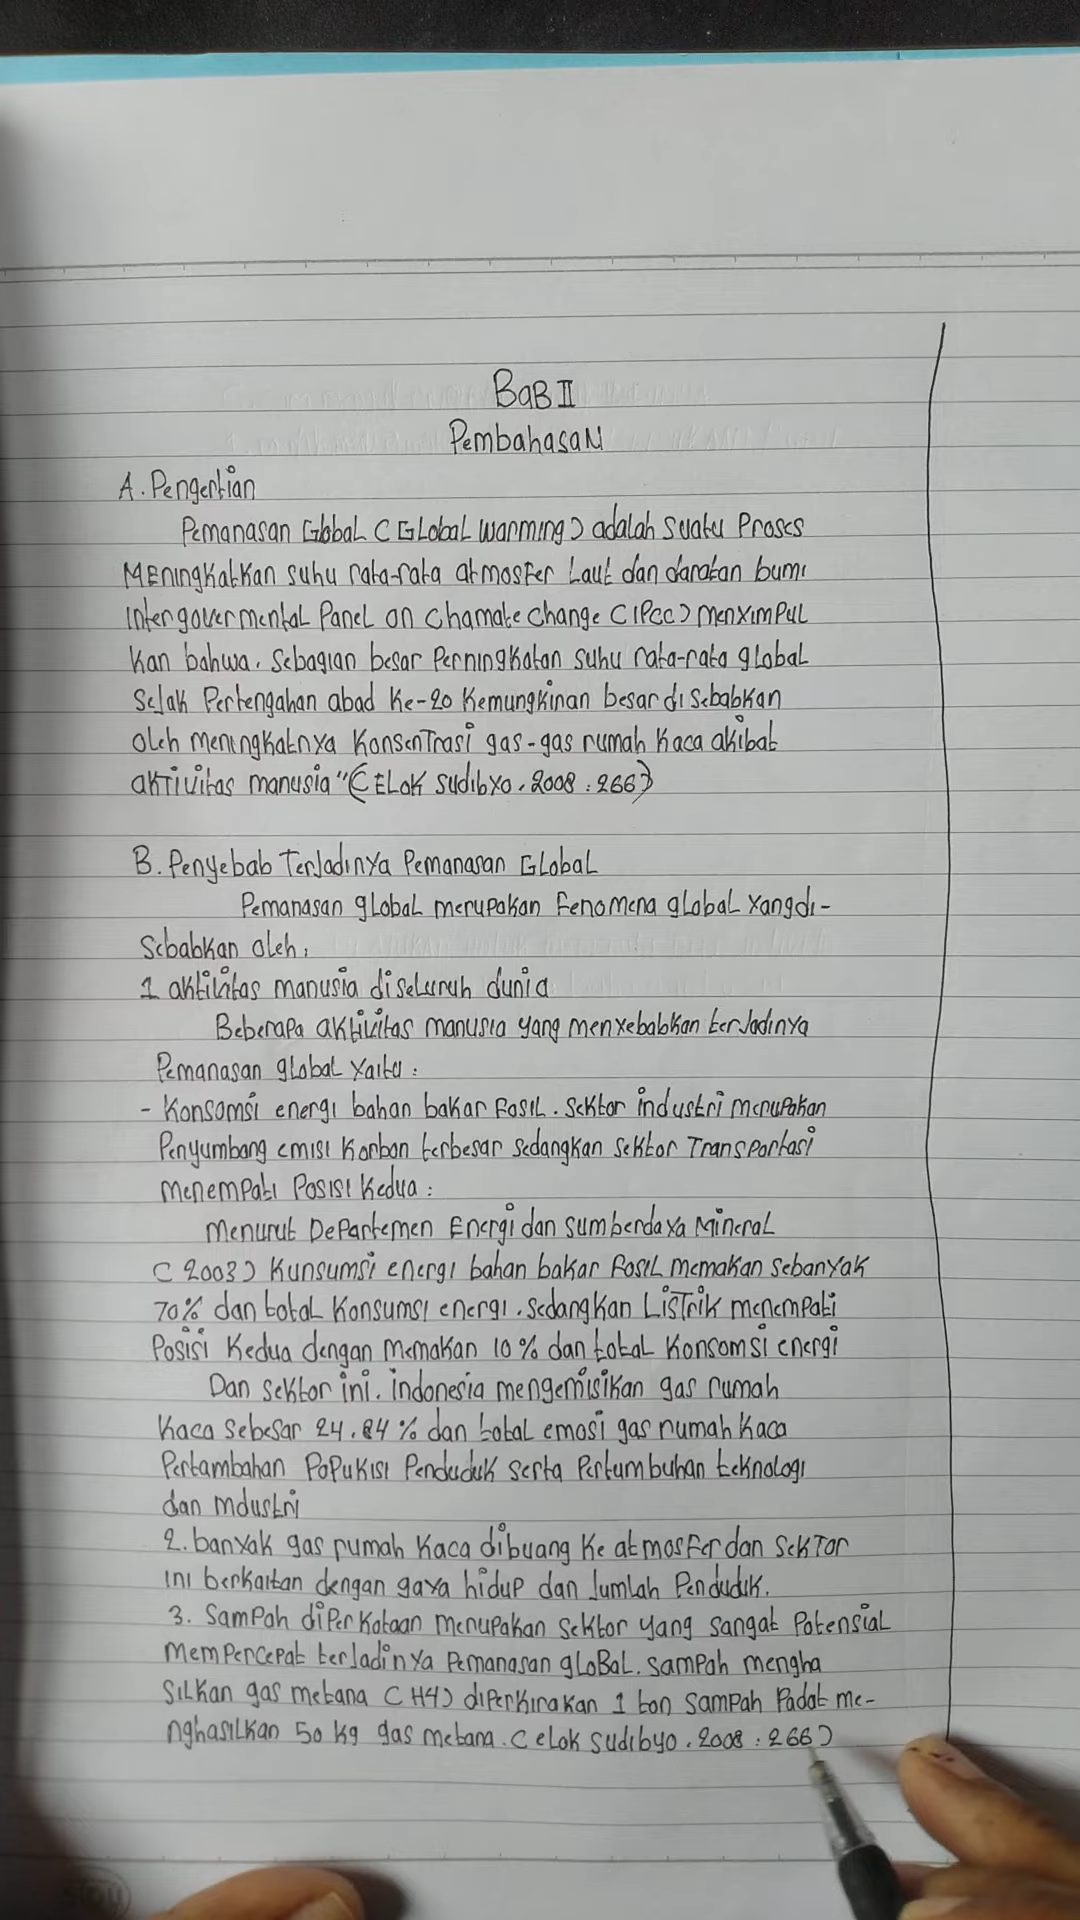 BaB II
PembahasaN
A. Pengertian
Pemanasan Global (Global warming) adalah suatu Proses
MEningkatkan suhu rata-rata atmosfer Laut dan daratan bumi
Intergovermental Panel on Chamate Change (IPCC) menyimpul
kan bahwa. Sebagian besar Perningkatan suhu rata-rata global
Sejak Pertengahan abad Ke-20 Kemungkinan besar di sebabkan
oleh meningkatnya Konsentrasi gas-gas rumah Kaca akibat
aktivitas manusia "(ELok Sudibyo. 2008 : 266)
B. Penyebab Terjadinya Pemanasan Global
Pemanasan global merupakan Fenomena global yang di-
Sebabkan oleh :
1 aktivitas manusia diseluruh dunia
Beberapa aktivitas manusia yang menyebabkan terjadinya
Pemanasan global yaitu :
- Konsomsi energi bahan bakar Fosil. Sektor industri merupakan
Penyumbang emisi Karbon terbesar sedangkan sektor Transportasi
Menempati Posisi Kedua :
Menurut Departemen Energi dan sumberdaya Mineral
(2003) Kunsumsi energi bahan bakar fosil memakan sebanyak
70% dan total Konsumsi energi. sedangkan Listrik menempati
Posisi Kedua dengan memakan 10% dan total Konsomsi energi
Dan sektor ini. indonesia mengemisikan gas rumah
Kaca sebesar 24.84% dan total emosi gas rumah Kaca
Pertambahan PoPukisi Penduduk serta Pertumbuhan teknologi
dan mdustri
2. banyak gas rumah Kaca dibuang Ke atmosfer dan SekTor
ini berkaitan dengan gaya hidup dan Jumlah Penduduk.
3. Sampah diPerkotaan merupakan sektor yang sangat Potensial
MemPercepat terjadinya Pemanasan gloBal. sampah mengha
silkan gas metana (H4) diperkirakan 1 ton sampah Padat me-
nghasilkan 50 kg gas metana. (elok Sudibyo. 2008 : 266)